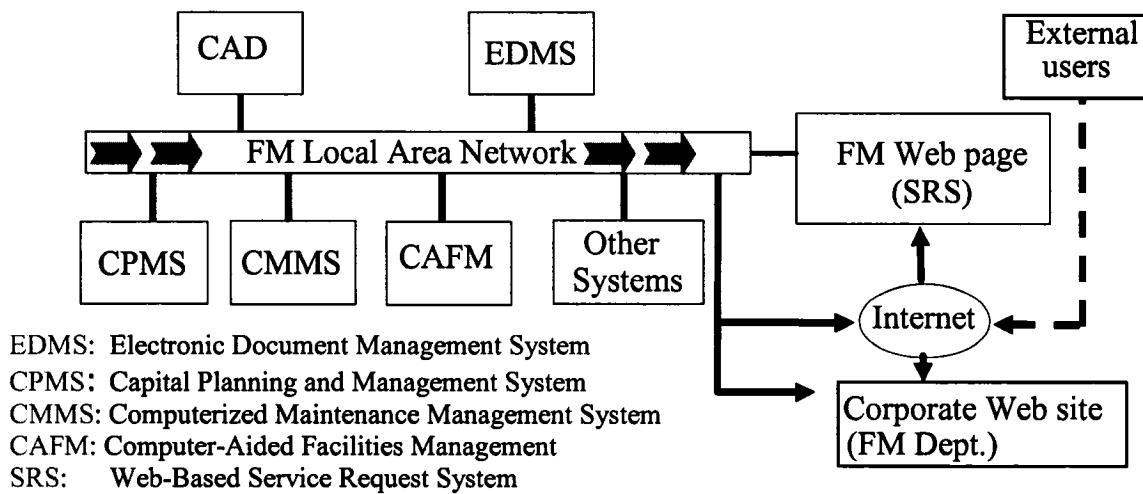 CAD
EDMS
External
users
FM Local Area Network
FM Web page
(SRS)
CPMS
CMMS
CAFM
Other
Systems
Internet
EDMS: Electronic Document Management System
CPMS: Capital Planning and Management System
CMMS: Computerized Maintenance Management System
CAFM: Computer-Aided Facilities Management
SRS: Web-Based Service Request System
Corporate Web site
(FM Dept.)